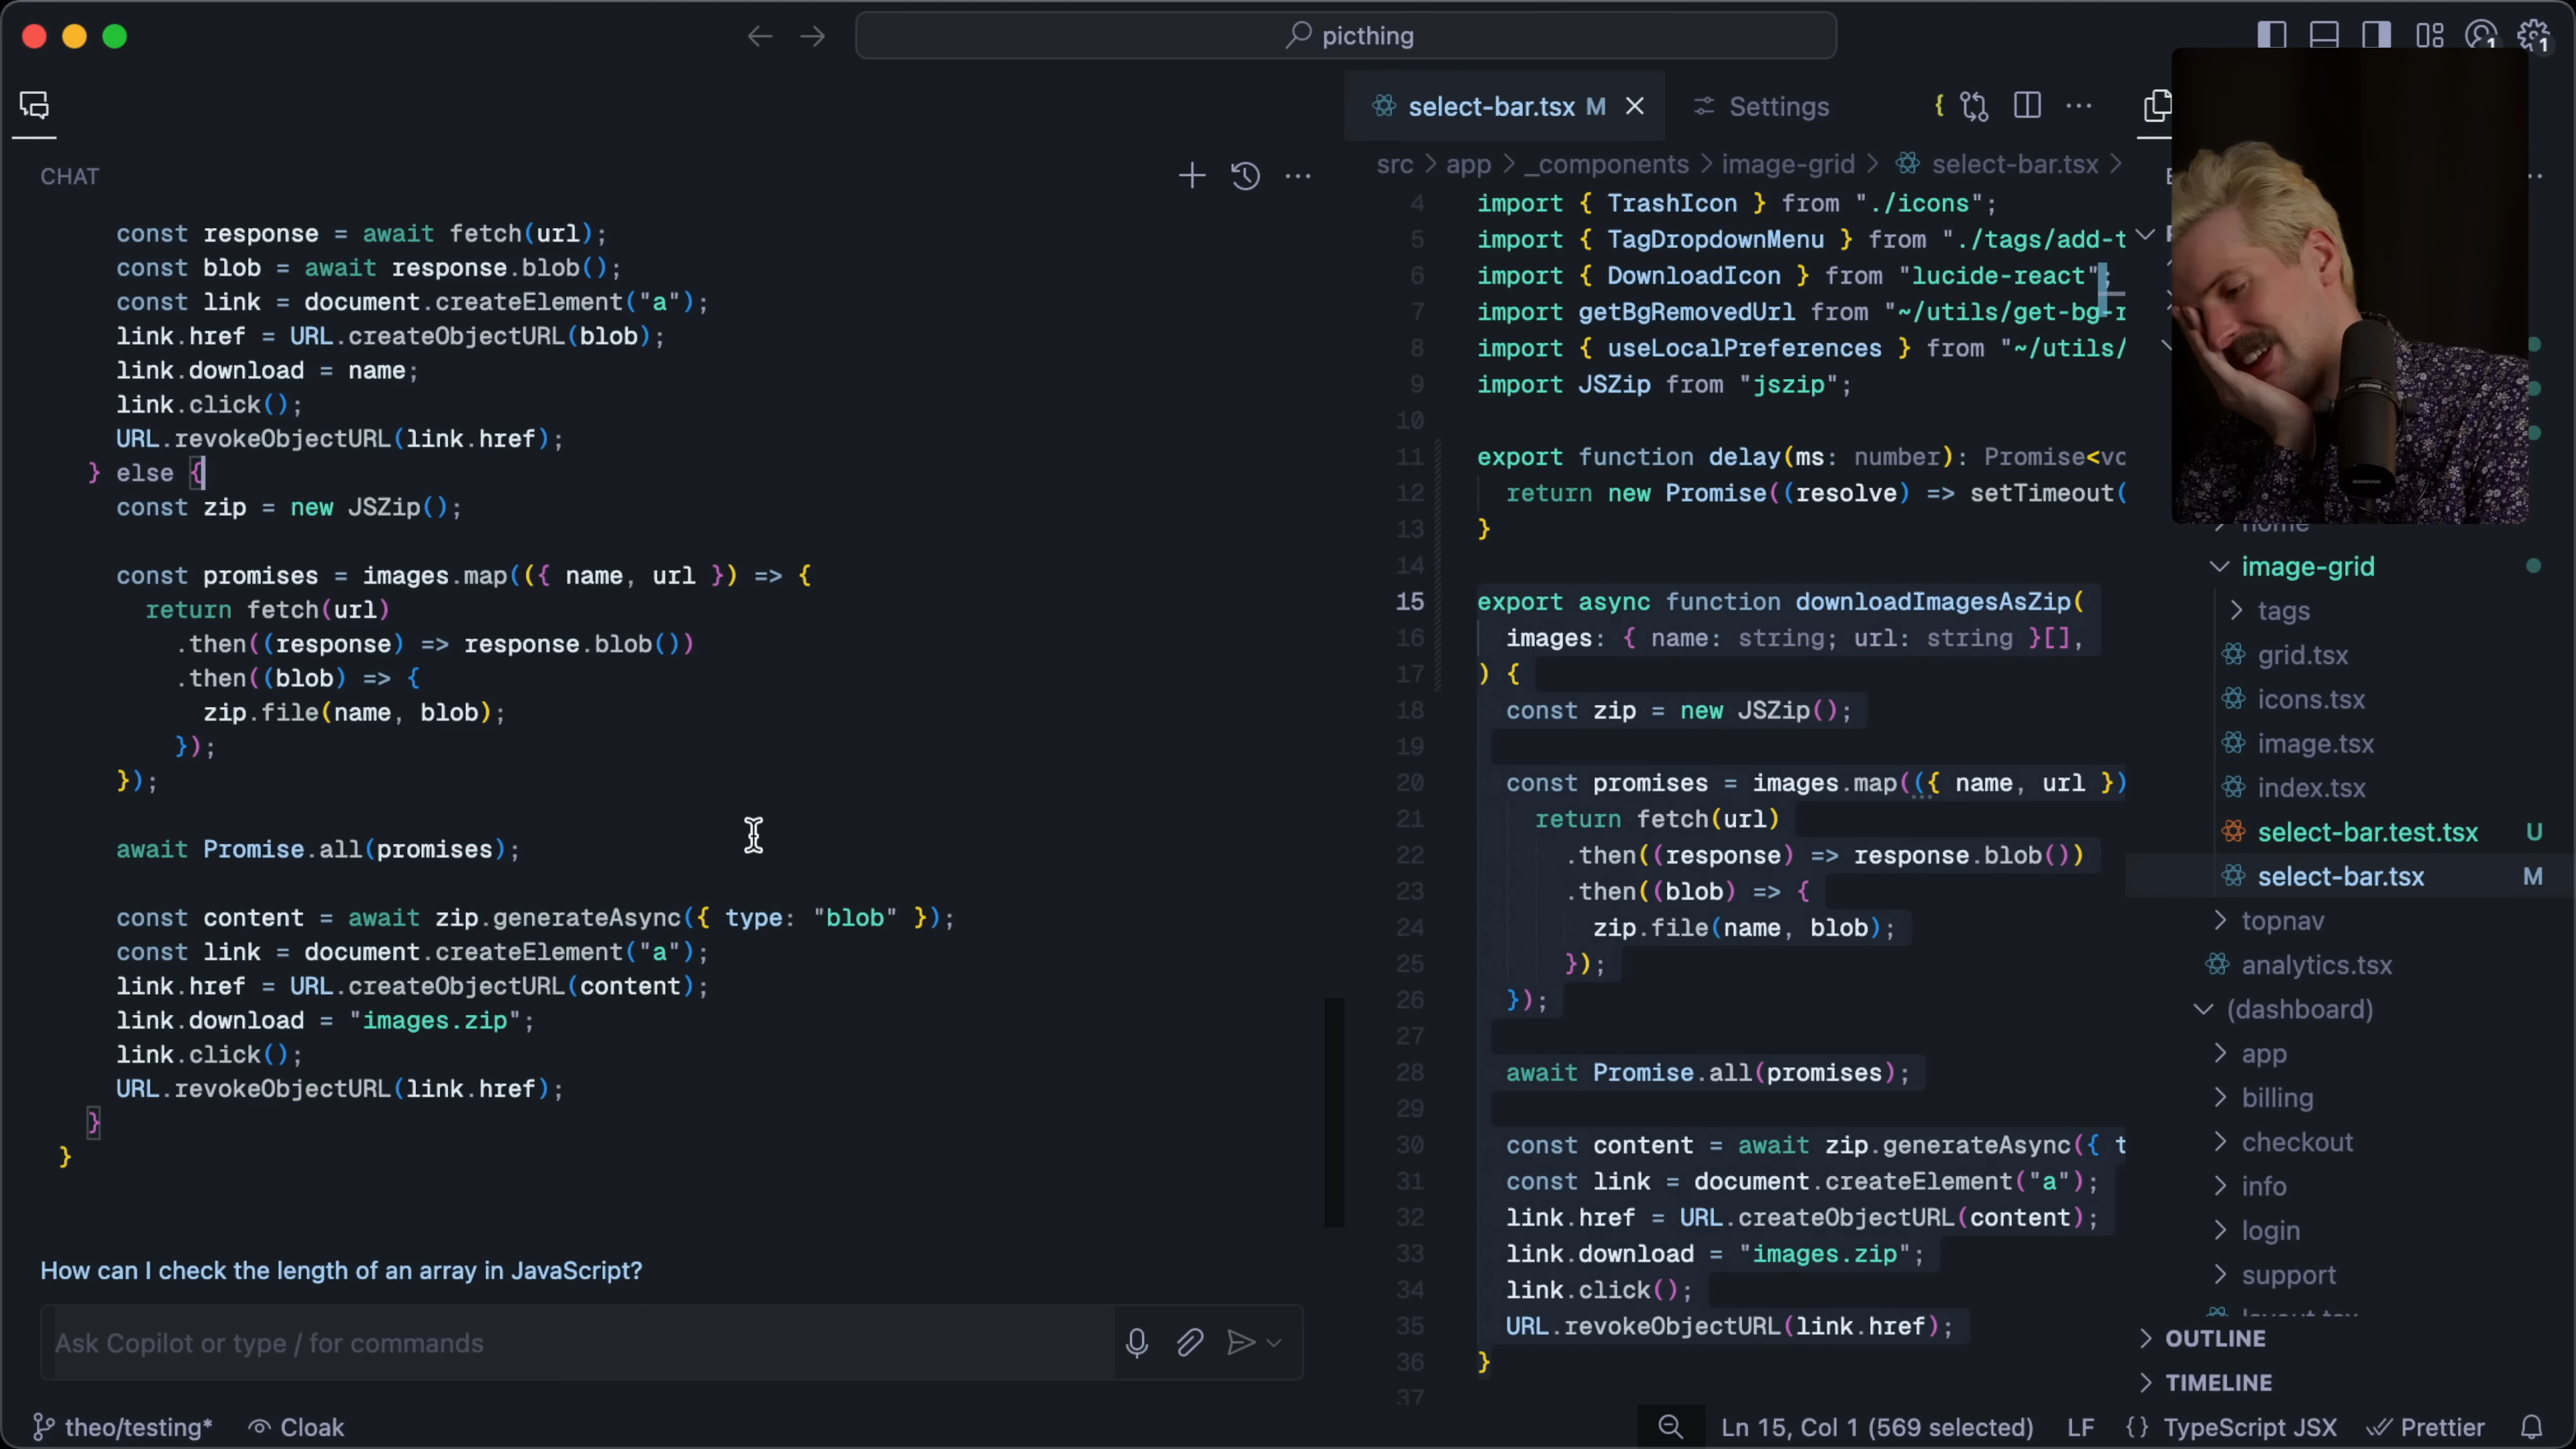 picthing
1
1
CHAT
const response = await fetch(url);
const blob = await response.blob();
const link = document.createElement("a");
link.href = URL.createObjectURL(blob);
link.download = name;
link.click();
URL.revokeObjectURL(link.href);
} else {
const zip = new JSZip();
const promises = images.map(({ name, url }) => {
return fetch(url)
.then((response) => response.blob())
.then((blob) => {
zip.file(name, blob);
});
});
await Promise.all(promises);
const content = await zip.generateAsync({ type: "blob" });
const link = document.createElement("a");
link.href = URL.createObjectURL(content);
link.download = "images.zip";
link.click();
URL.revokeObjectURL(link.href);
}
}
How can I check the length of an array in JavaScript?
Ask Copilot or type / for commands
select-bar.tsx M
Settings
src > app > _components > image-grid > select-bar.tsx >
4 import { TrashIcon } from "./icons";
5 import { TagDropdownMenu } from "./tags/add-t
6 import { DownloadIcon } from "lucide-react";
7 import getBgRemovedUrl from "~/utils/get-bg-r
8 import { useLocalPreferences } from "~/utils/
9 import JSZip from "jszip";
10
11 export function delay(ms: number): Promise<vo
12 return new Promise((resolve) => setTimeout(
13 }
14
15 export async function downloadImagesAsZip(
16 images: { name: string; url: string }[],
17 ) {
18 const zip = new JSZip();
19
20 const promises = images.map(({ name, url })
21 return fetch(url)
22 .then((response) => response.blob())
23 .then((blob) => {
24 zip.file(name, blob);
25 });
26 });
27
28 await Promise.all(promises);
29
30 const content = await zip.generateAsync({ t
31 const link = document.createElement("a");
32 link.href = URL.createObjectURL(content);
33 link.download = "images.zip";
34 link.click();
35 URL.revokeObjectURL(link.href);
36 }
37
image-grid
tags
grid.tsx
icons.tsx
image.tsx
index.tsx
select-bar.test.tsx U
select-bar.tsx M
topnav
analytics.tsx
(dashboard)
app
billing
checkout
info
login
support
OUTLINE
TIMELINE
theo/testing*
Cloak
Ln 15, Col 1 (569 selected)
LF
{} TypeScript JSX
Prettier